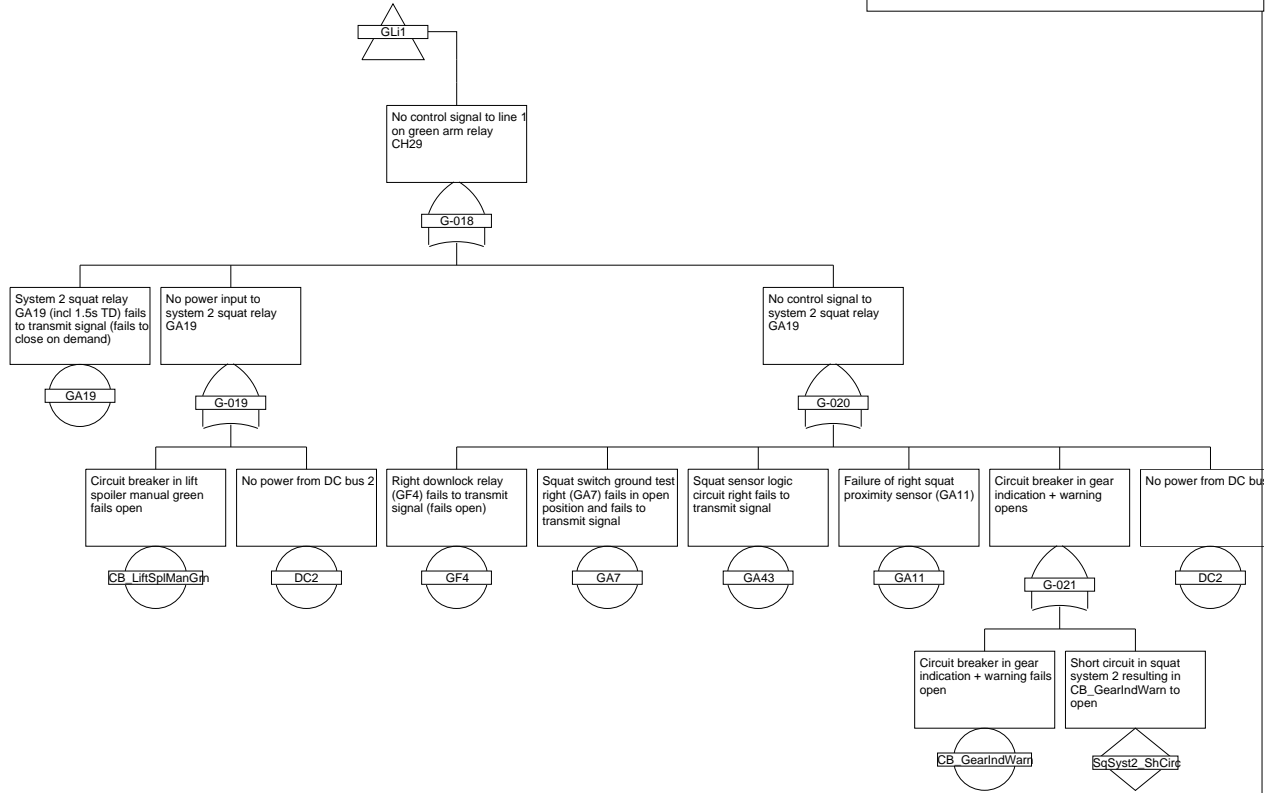 GLi1
No control signal to line 1
on green arm relay
CH29
G-018
System 2 squat relay
GA19 (incl 1.5s TD) fails
to transmit signal (fails to
close on demand)
GA19
No power input to
system 2 squat relay
GA19
G-019
No control signal to
system 2 squat relay
GA19
G-020
Circuit breaker in lift
spoiler manual green
fails open
CB_LiftSplManGrn
No power from DC bus 2
DC2
Right downlock relay
(GF4) fails to transmit
signal (fails open)
GF4
Squat switch ground test
right (GA7) fails in open
position and fails to
transmit signal
GA7
Squat sensor logic
circuit right fails to
transmit signal
GA43
Failure of right squat
proximity sensor (GA11)
GA11
Circuit breaker in gear
indication + warning
opens
G-021
No power from DC bus
DC2
Circuit breaker in gear
indication + warning fails
open
CB_GearIndWarn
Short circuit in squat
system 2 resulting in
CB_GearIndWarn to
open
SqSyst2_ShCirc